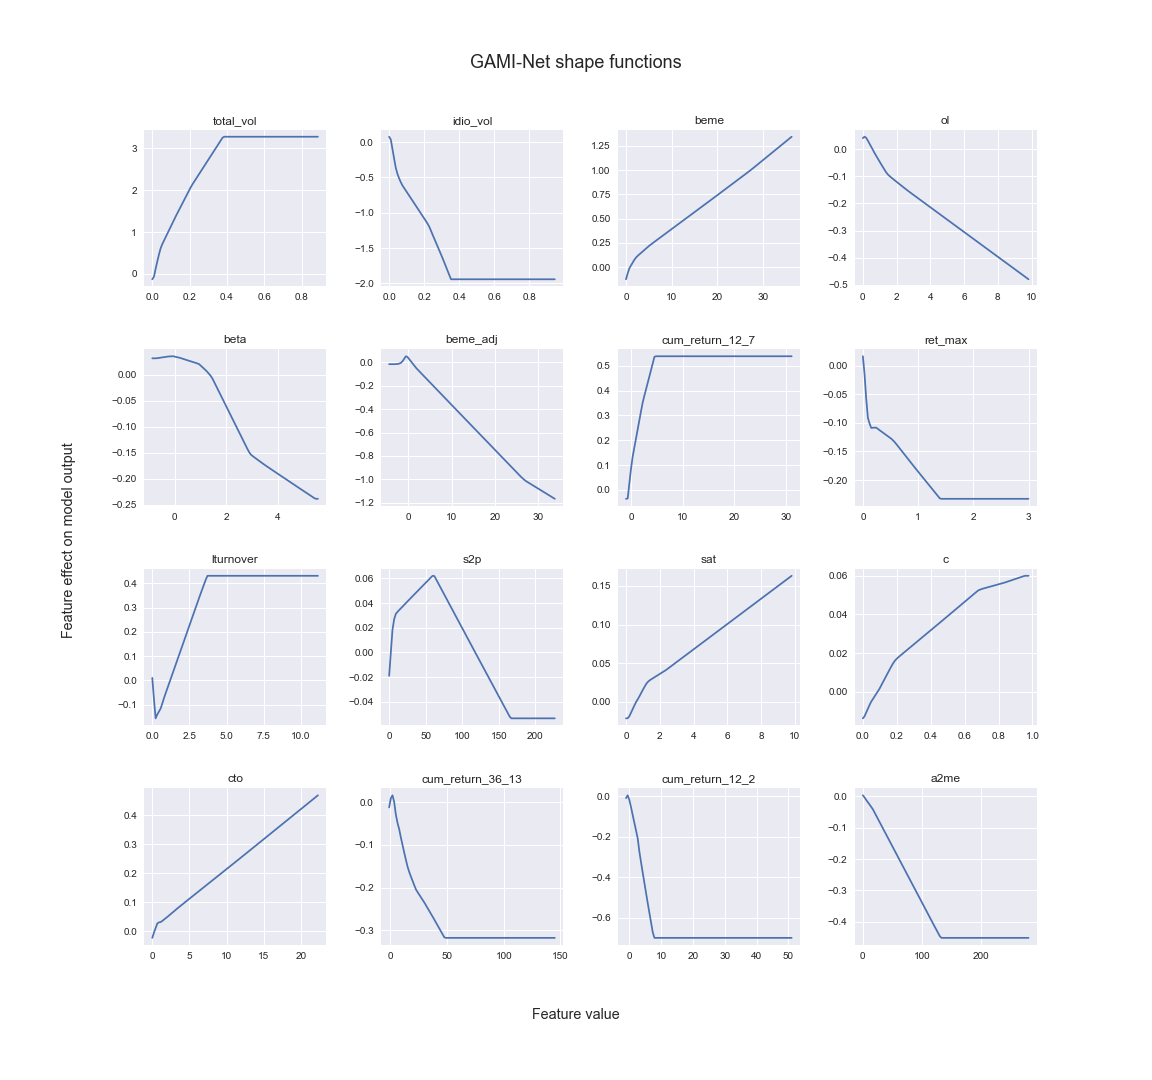 GAMI-Net shape functions
total_vol idio_vol beme ol
3 2 1 0
0.0 0.2 0.4 0.6 0.8
0.0 −0.5 −1.0 −1.5 −2.0
0.0 0.2 0.4 0.6 0.8
1.25 1.00 0.75 0.50 0.25 0.00
0 10 20 30
0.0 −0.1 −0.2 −0.3 −0.4 −0.5
0 2 4 6 8 10
beta beme_adj cum_return_12_7 ret_max
0.00 −0.05 −0.10 −0.15 −0.20 −0.25
0 2 4
0.0 −0.2 −0.4 −0.6 −0.8 −1.0 −1.2
0 10 20 30
0.5 0.4 0.3 0.2 0.1 0.0
0 10 20 30
0.00 −0.05 −0.10 −0.15 −0.20
0 1 2 3
Feature effect on model output
lturnover s2p sat c
0.4 0.3 0.2 0.1 0.0 −0.1
0.0 2.5 5.0 7.5 10.0
0.06 0.04 0.02 0.00 −0.02 −0.04
0 50 100 150 200
0.15 0.10 0.05 0.00
0 2 4 6 8 10
0.06 0.04 0.02 0.00
0.0 0.2 0.4 0.6 0.8 1.0
cto cum_return_36_13 cum_return_12_2 a2me
0.4 0.3 0.2 0.1 0.0
0 5 10 15 20
0.0 −0.1 −0.2 −0.3
0 50 100 150
0.0 −0.2 −0.4 −0.6
0 10 20 30 40 50
0.0 −0.1 −0.2 −0.3 −0.4
0 100 200
Feature value